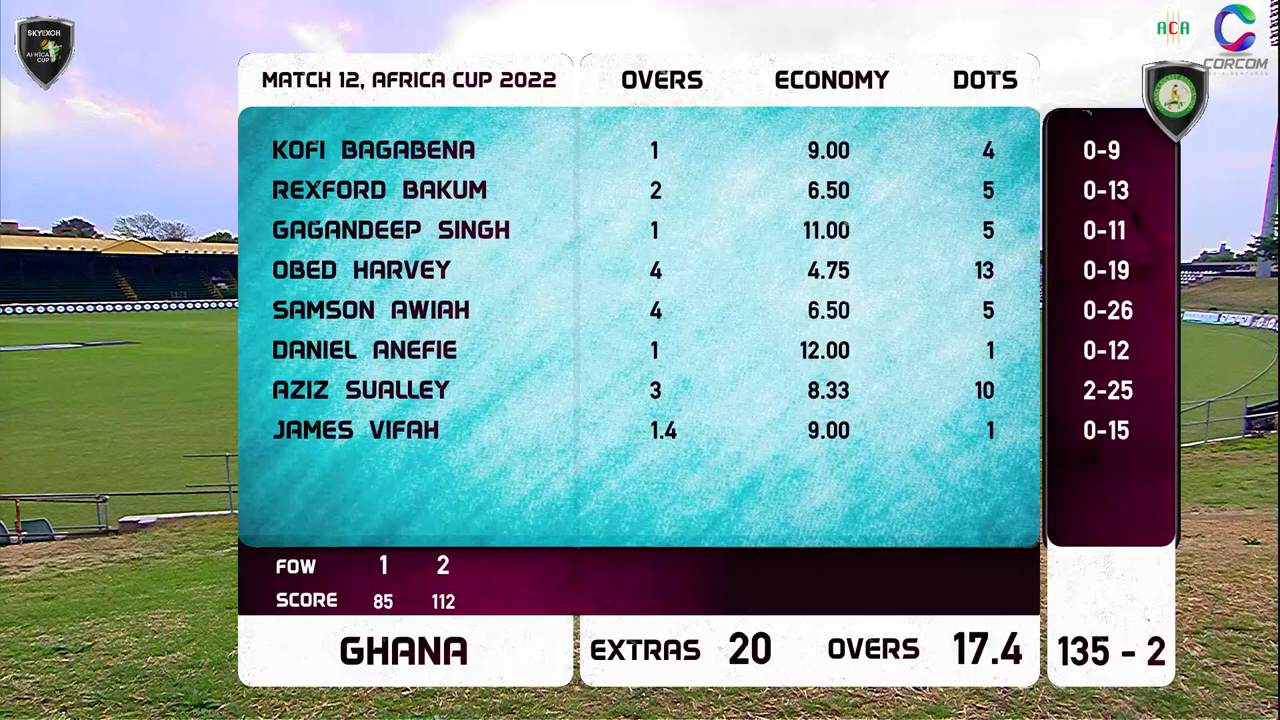 SKYEXCH
AFRICA
CUP
ACA
CORCOM
MATCH 12, AFRICA CUP 2022 OVERS ECONOMY DOTS
KOFI BAGABENA 1 9.00 4 0-9
REXFORD BAKUM 2 6.50 5 0-13
GAGANDEEP SINGH 1 11.00 5 0-11
OBED HARVEY 4 4.75 13 0-19
SAMSON AWIAH 4 6.50 5 0-26
DANIEL ANEFIE 1 12.00 1 0-12
AZIZ SUALLEY 3 8.33 10 2-25
JAMES VIFAH 1.4 9.00 1 0-15
FOW 1 2
SCORE 85 112
GHANA EXTRAS 20 OVERS 17.4 135 - 2